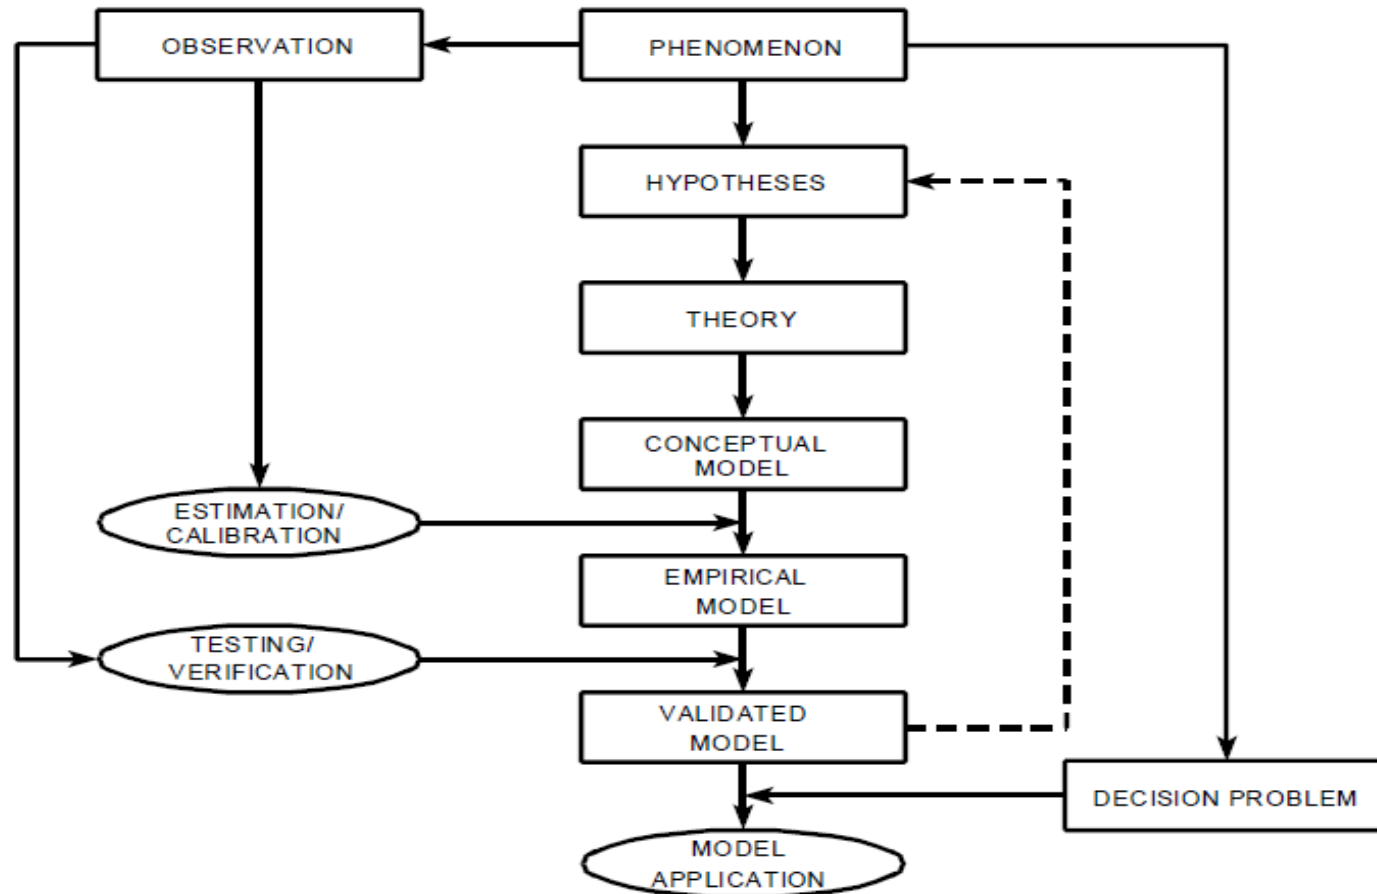 OBSERVATION
PHENOMENON
HYPOTHESES
THEORY
CONCEPTUAL
MODEL
ESTIMATION/
CALIBRATION
EMPIRICAL
MODEL
TESTING/
VERIFICATION
VALIDATED
MODEL
DECISION PROBLEM
MODEL
APPLICATION